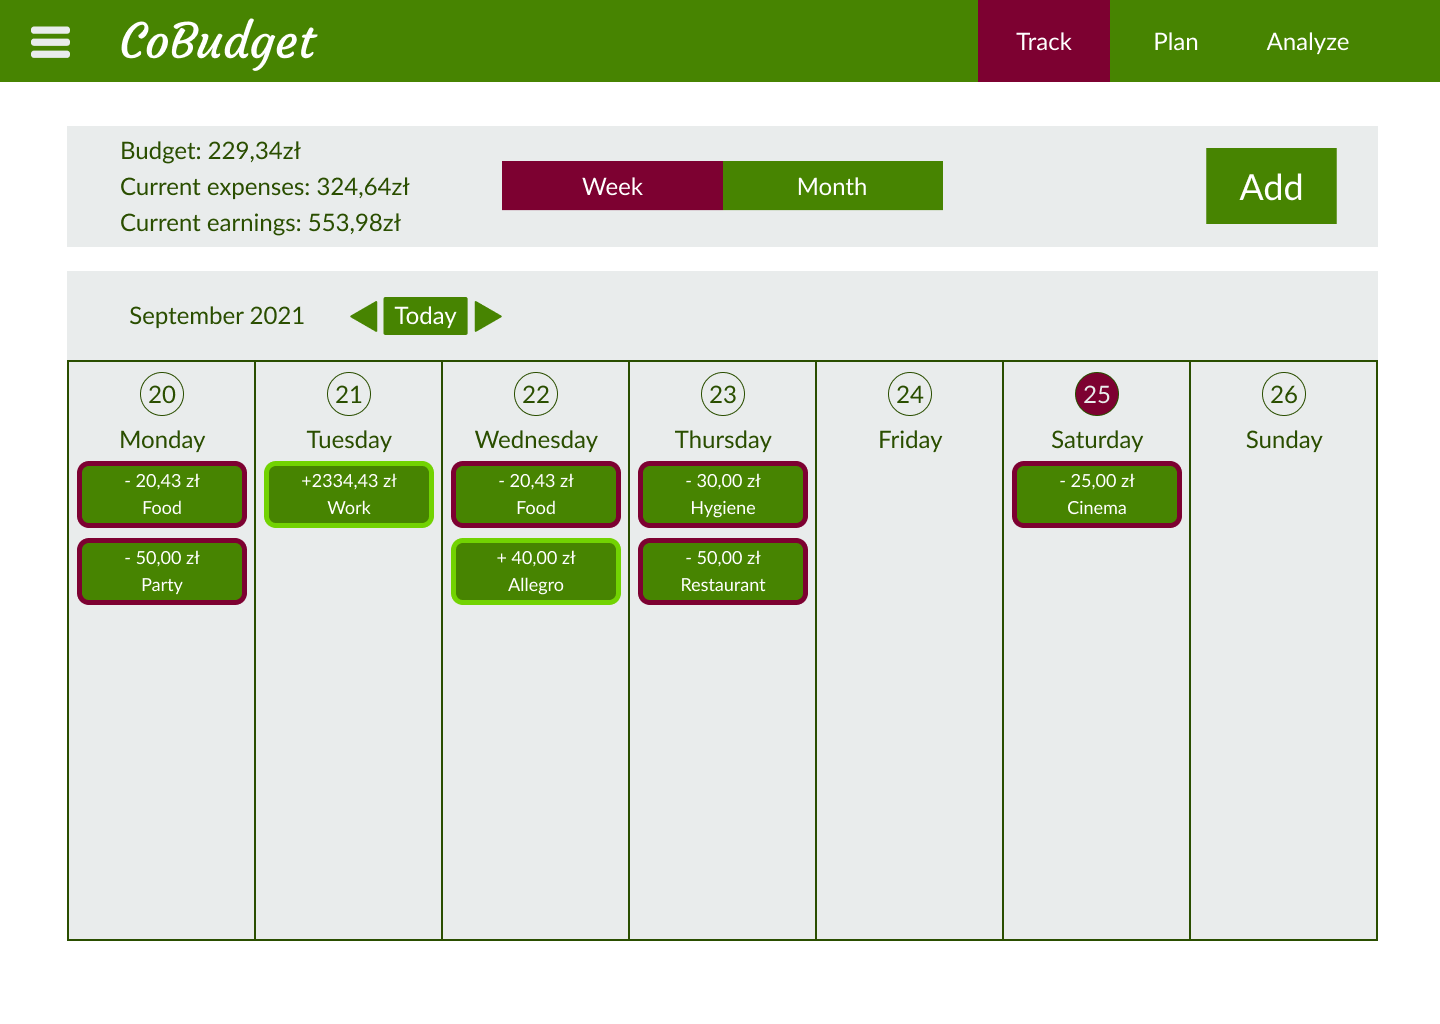 CoBudget
Track
Plan
Analyze
Budget: 229,34zł
Current expenses: 324,64zł
Current earnings: 553,98zł
Week
Month
Add
September 2021
Today
20
Monday
- 20,43 zł
Food
- 50,00 zł
Party
21
Tuesday
+2334,43 zł
Work
22
Wednesday
- 20,43 zł
Food
+ 40,00 zł
Allegro
23
Thursday
- 30,00 zł
Hygiene
- 50,00 zł
Restaurant
24
Friday
25
Saturday
- 25,00 zł
Cinema
26
Sunday